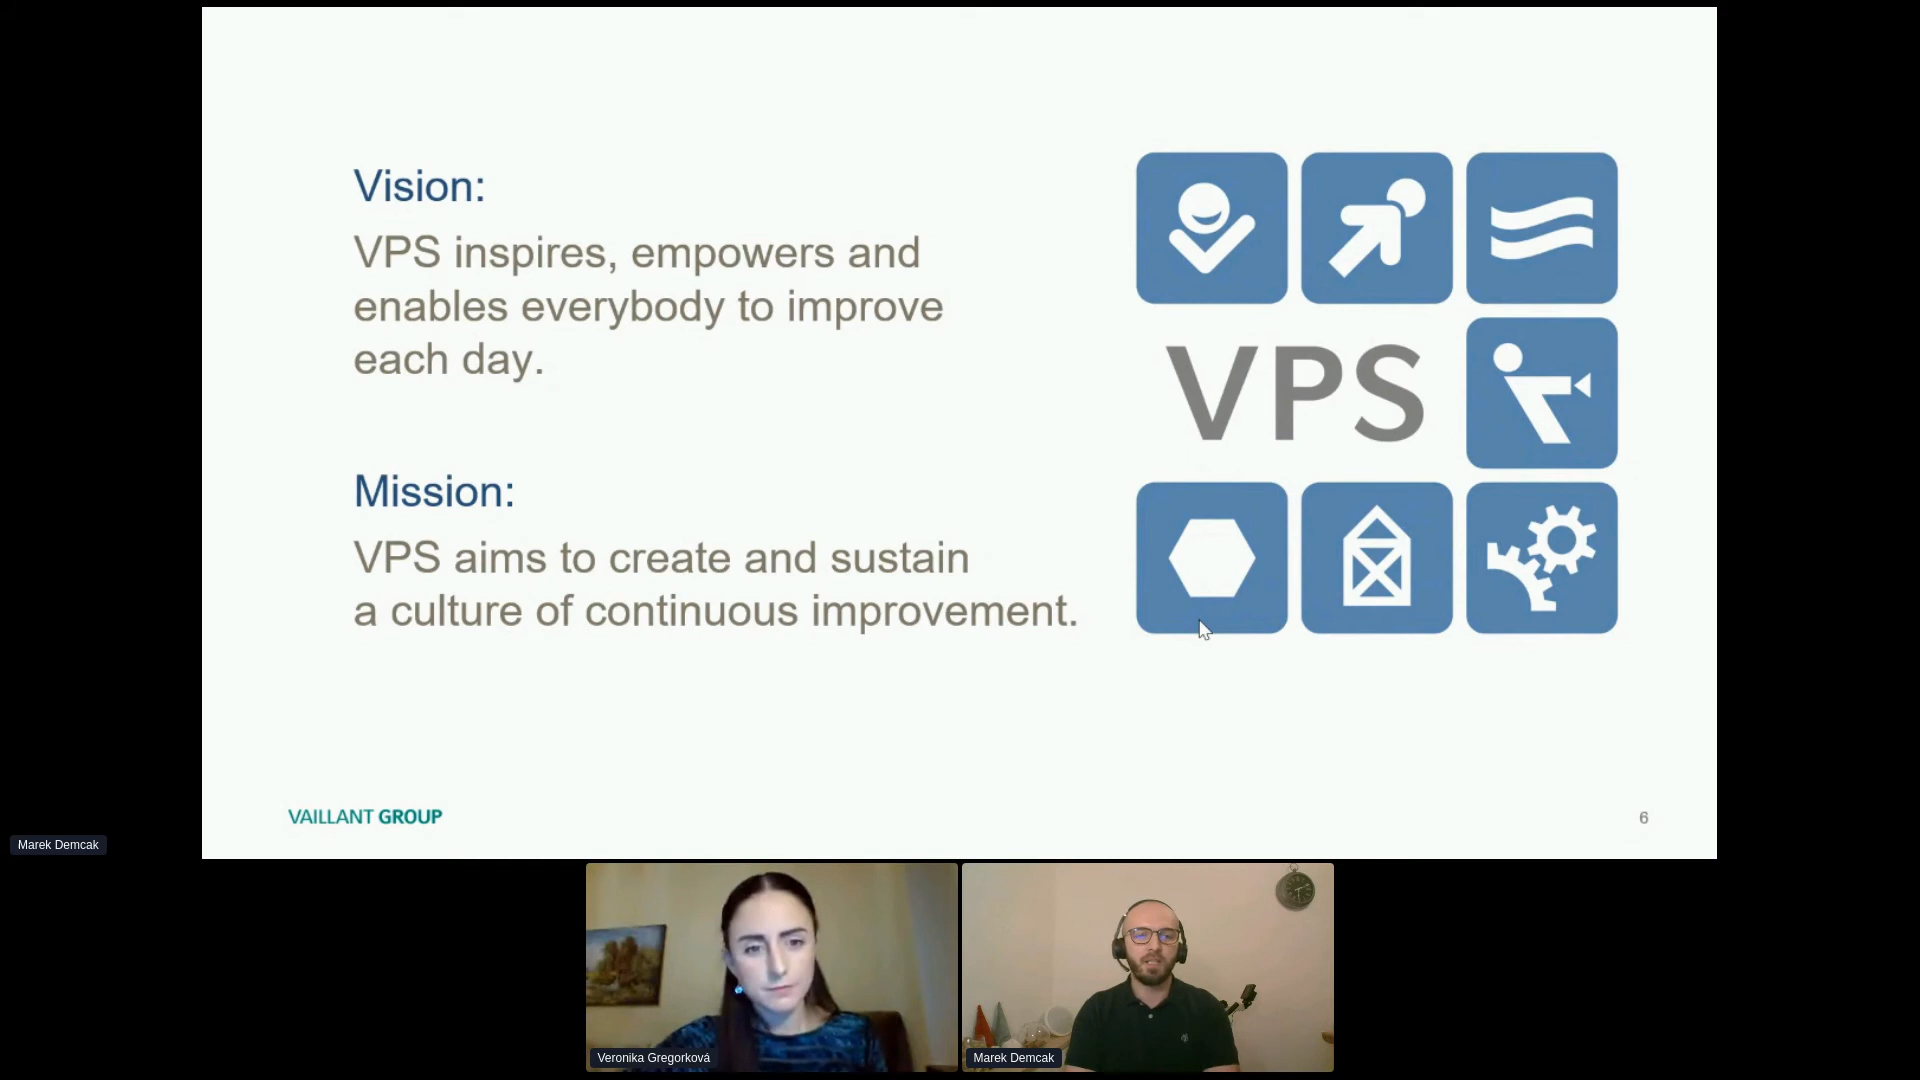 Vision:
VPS inspires, empowers and
enables everybody to improve
each day.
Mission:
VPS aims to create and sustain
a culture of continuous improvement.
VPS
VAILLANT GROUP
6
Marek Demcak
Veronika Gregorková
Marek Demcak